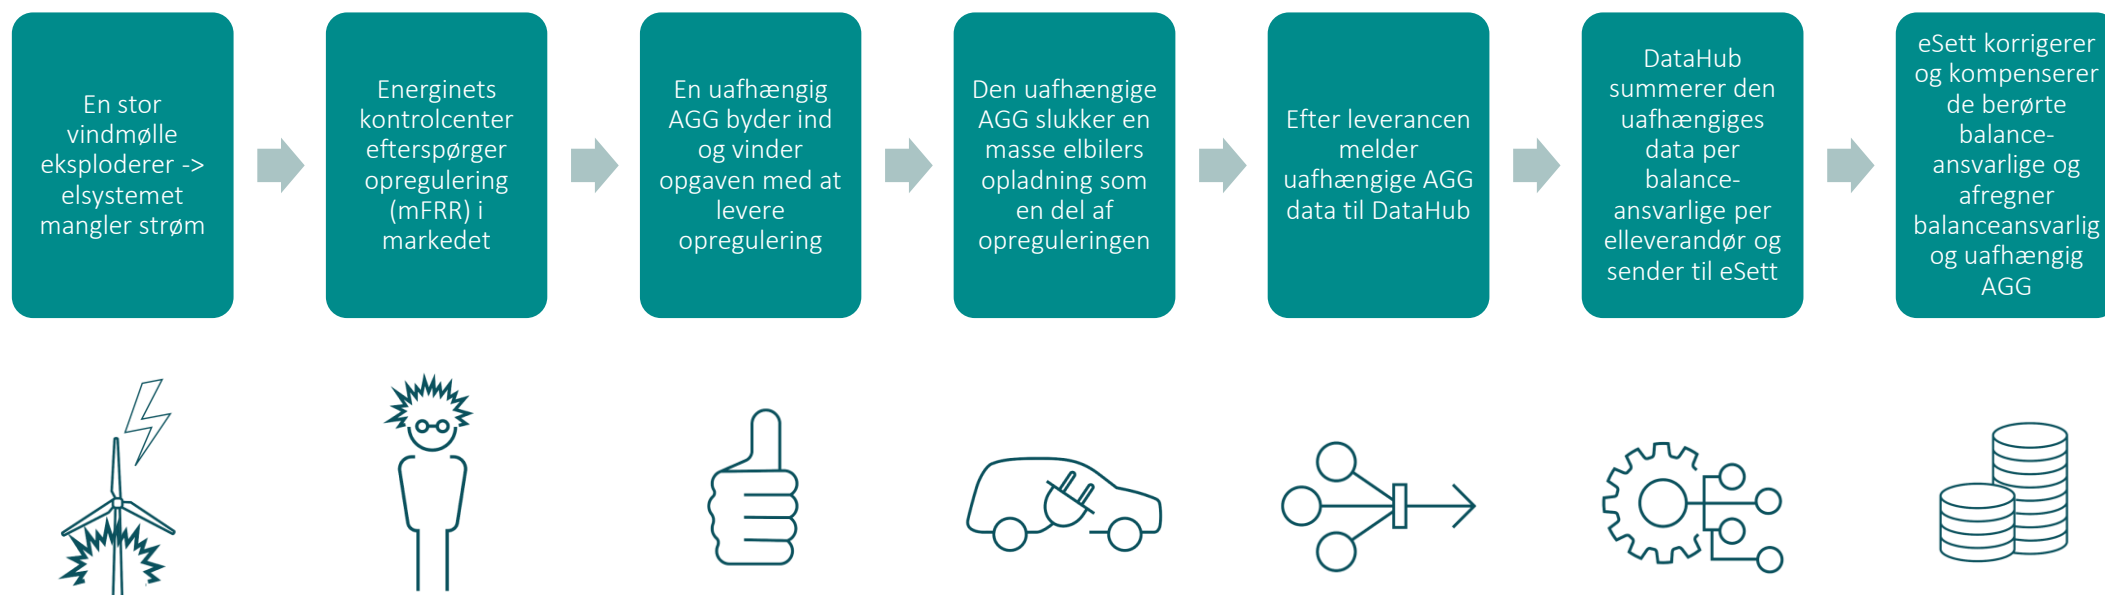 En stor
vindmølle
eksploderer ->
elsystemet
mangler strøm
Energinets
kontrolcenter
efterspørger
opregulering
(mFRR) i
markedet
En uafhængig
AGG byder ind
og vinder
opgaven med at
levere
opregulering
Den uafhængige
AGG slukker en
masse elbilers
opladning som
en del af
opreguleringen
Efter leverancen
melder
uafhængige AGG
data til DataHub
DataHub
summerer den
uafhængiges
data per
balance-
ansvarlige per
elleverandør og
sender til eSett
eSett korrigerer
og kompenserer
de berørte
balance-
ansvarlige og
afregner
balanceansvarlig
og uafhængig
AGG